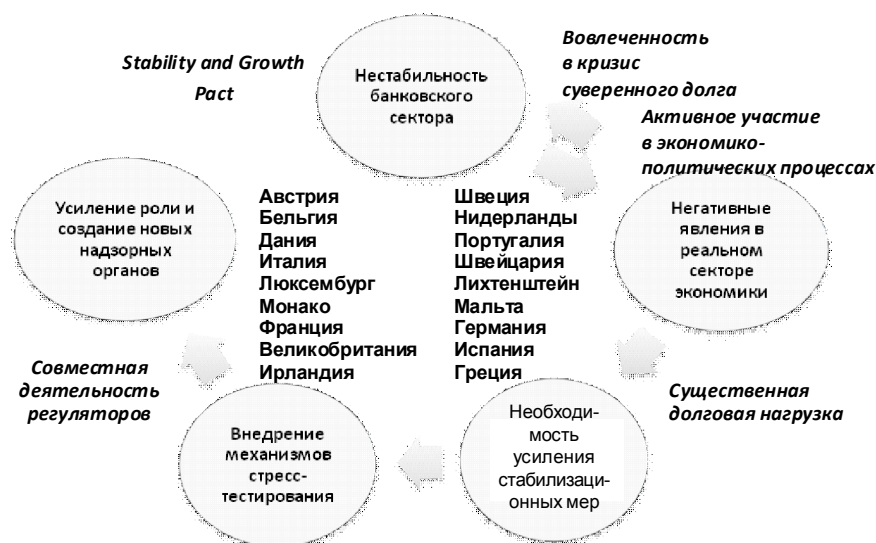 Stability and Growth
Pact
Нестабильность
банковского
сектора
Вовлеченность
в кризис
суверенного долга
Активное участие
в экономико-
политических процессах
Усиление роли и
создание новых
надзорных
органов
Австрия
Бельгия
Дания
Италия
Люксембург
Монако
Франция
Великобритания
Ирландия
Швеция
Нидерланды
Португалия
Швейцария
Лихтенштейн
Мальта
Германия
Испания
Греция
Негативные
явления в
реальном
секторе
экономики
Совместная
деятельность
регуляторов
Внедрение
механизмов
стресс-
тестирования
Необходи-
мость
усиления
стабилизаци-
онных мер
Существенная
долговая нагрузка